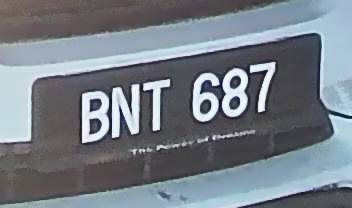 BNT 687
The Power of Dreams